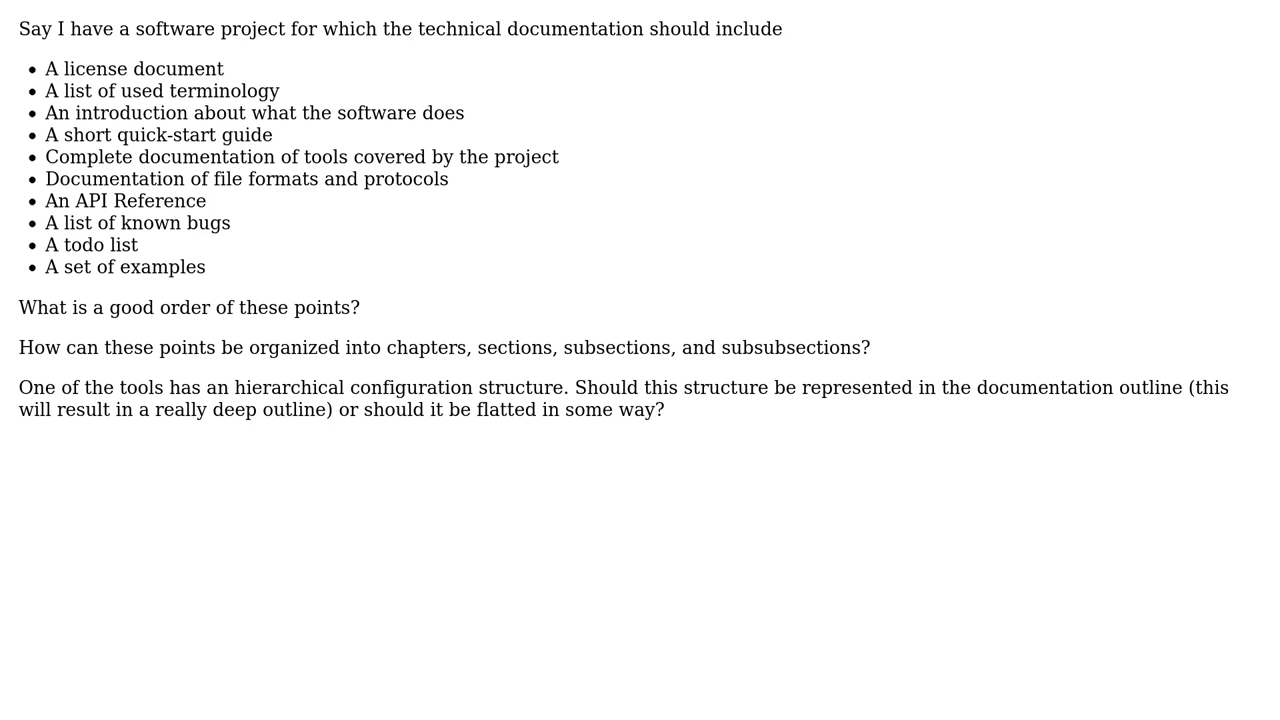 Say I have a software project for which the technical documentation should include
• A license document
• A list of used terminology
• An introduction about what the software does
• A short quick-start guide
• Complete documentation of tools covered by the project
• Documentation of file formats and protocols
• An API Reference
• A list of known bugs
• A todo list
• A set of examples
What is a good order of these points?
How can these points be organized into chapters, sections, subsections, and subsubsections?
One of the tools has an hierarchical configuration structure. Should this structure be represented in the documentation outline (this
will result in a really deep outline) or should it be flatted in some way?